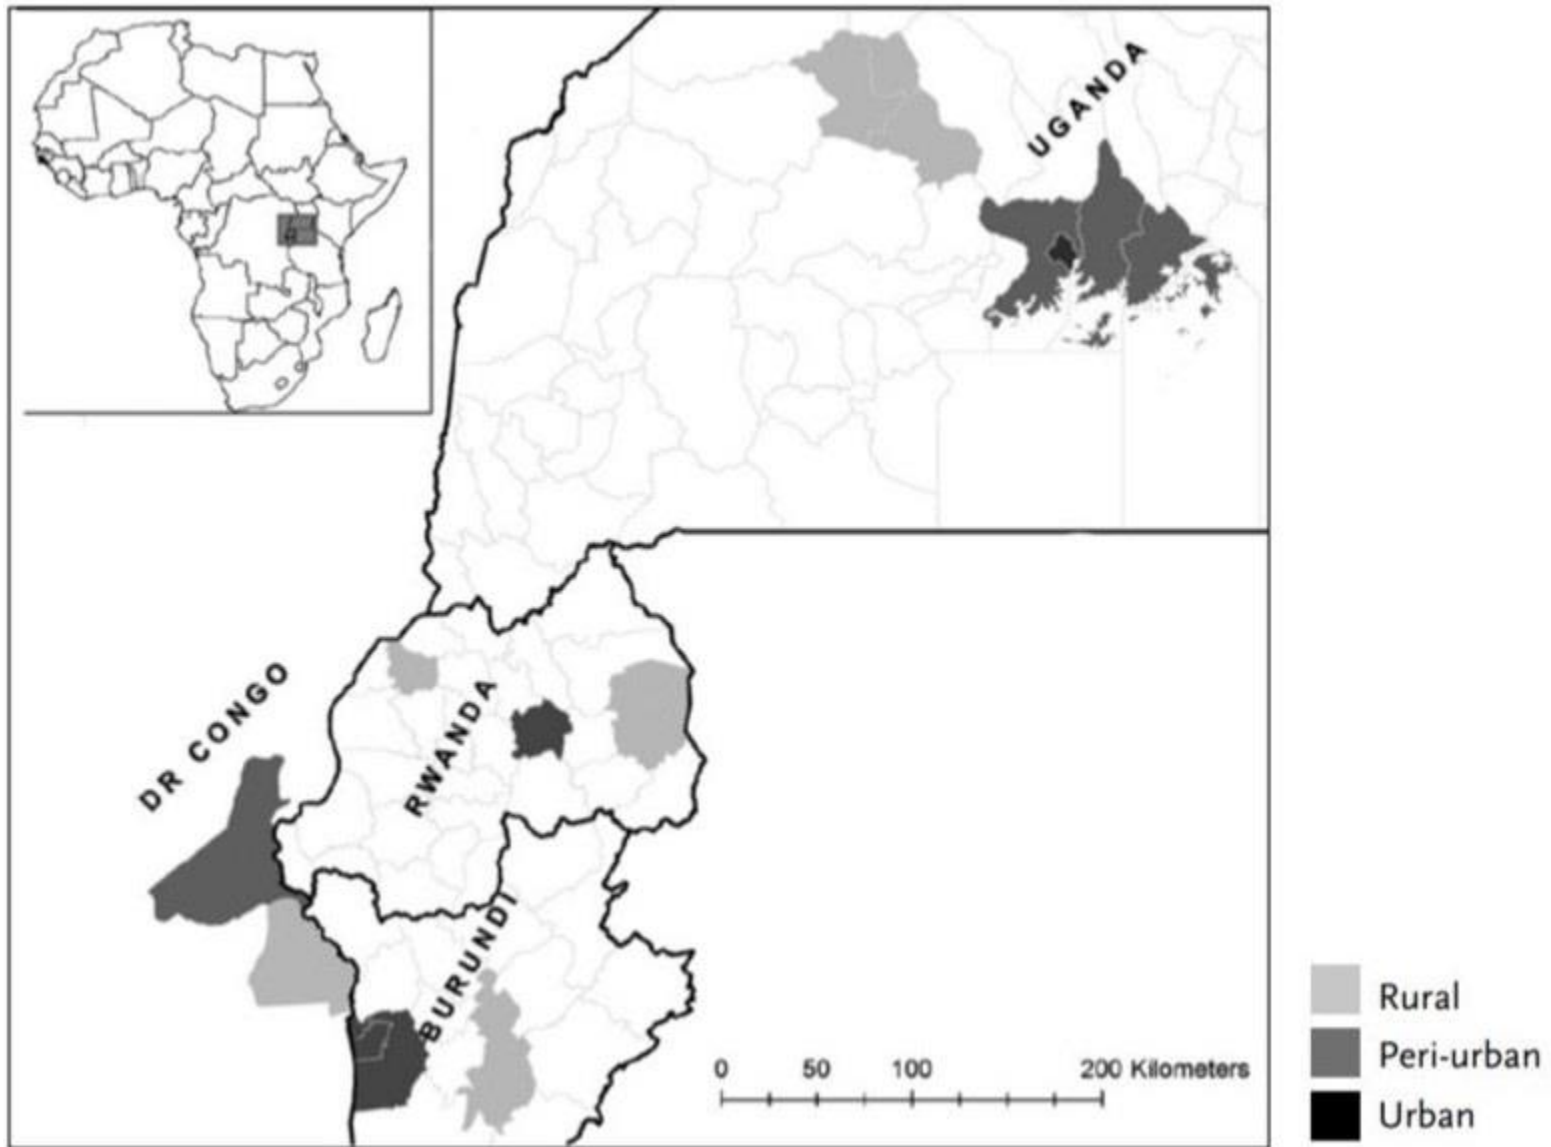 UGANDA
DR CONGO
RWANDA
BURUNDI
0 50 100 200 Kilometers
Rural
Peri-urban
Urban